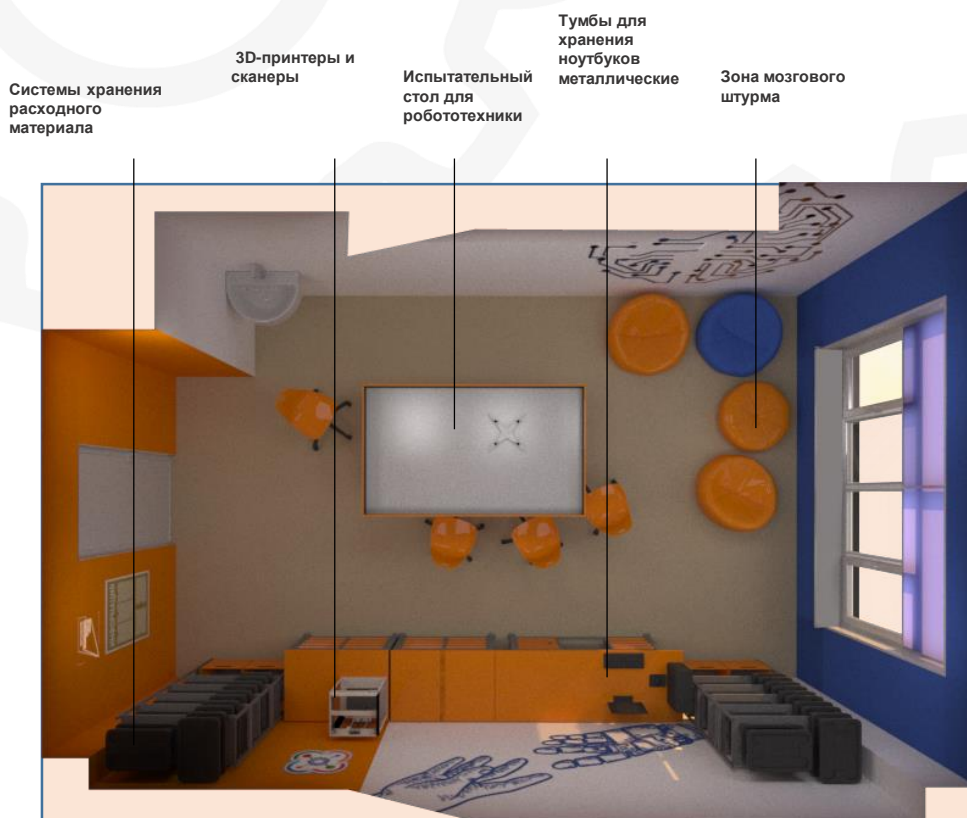 Системы хранения
расходного
материала
3D-принтеры и
сканеры
Испытательный
стол для
робототехники
Тумбы для
хранения
ноутбуков
металлические
Зона мозгового
штурма